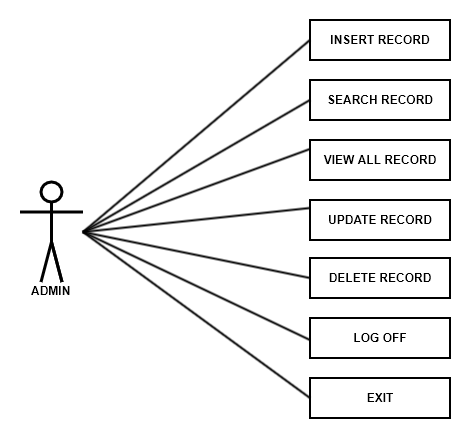 INSERT RECORD
SEARCH RECORD
VIEW ALL RECORD
UPDATE RECORD
DELETE RECORD
ADMIN
LOG OFF
EXIT